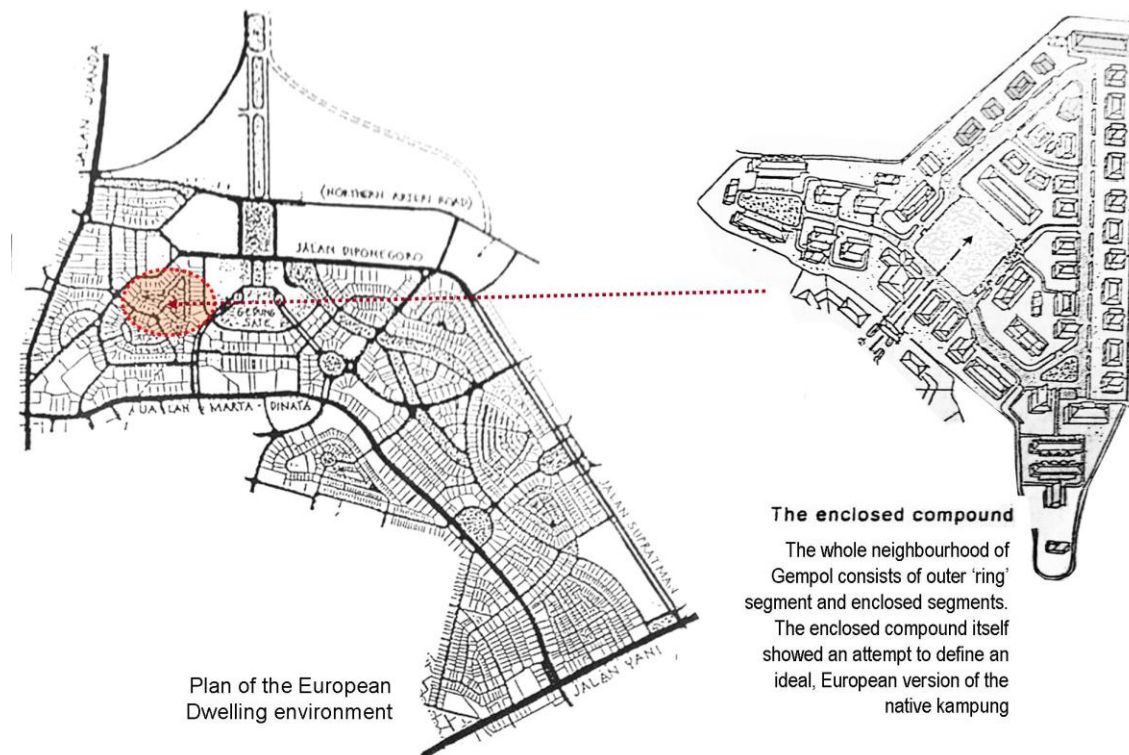 JALAN JUANDA
(NORTHERN ARTERI ROAD)
JALAN DIPONEGORO
GEDUNG
SATE
MARTA-DINATA
JALAN SUPRATMAN
JALAN YANI
Plan of the European
Dwelling environment
The enclosed compound
The whole neighbourhood of
Gempol consists of outer ‘ring’
segment and enclosed segments.
The enclosed compound itself
showed an attempt to define an
ideal, European version of the
native kampung